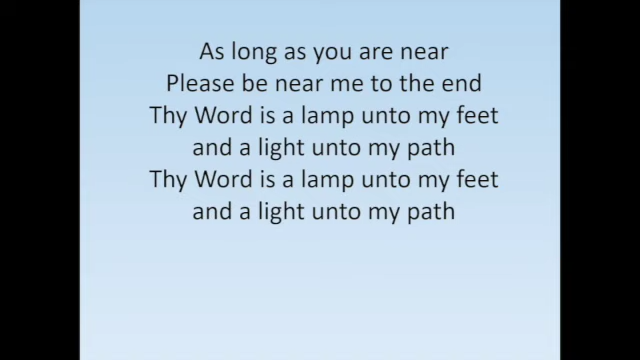 As long as you are near
Please be near me to the end
Thy Word is a lamp unto my feet
and a light unto my path
Thy Word is a lamp unto my feet
and a light unto my path